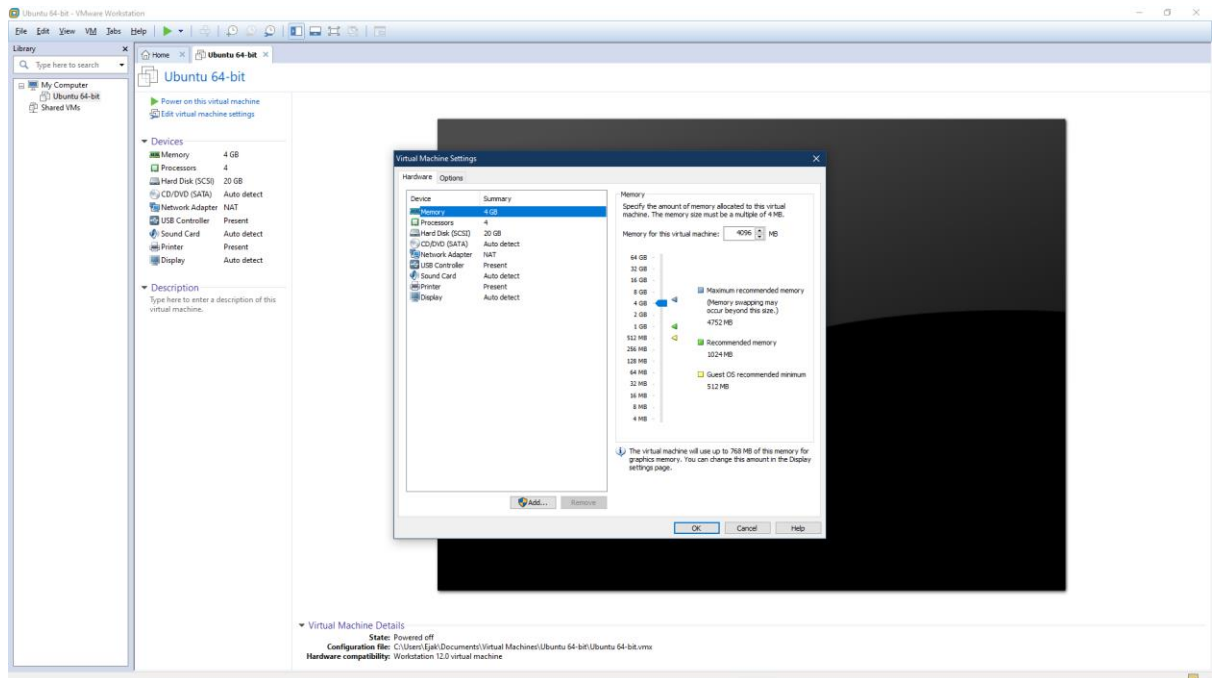 Ubuntu 64-bit - VMware Workstation
File Edit View VM Tabs Help
Library
Type here to search
My Computer
Ubuntu 64-bit
Shared VMs
Home
Ubuntu 64-bit
Ubuntu 64-bit
Power on this virtual machine
Edit virtual machine settings
Devices
Memory 4 GB
Processors 4
Hard Disk (SCSI) 20 GB
CD/DVD (SATA) Auto detect
Network Adapter NAT
USB Controller Present
Sound Card Auto detect
Printer Present
Display Auto detect
Description
Type here to enter a description of this
virtual machine.
Virtual Machine Settings
Hardware Options
Device Summary
Memory 4 GB
Processors 4
Hard Disk (SCSI) 20 GB
CD/DVD (SATA) Auto detect
Network Adapter NAT
USB Controller Present
Sound Card Auto detect
Printer Present
Display Auto detect
Add... Remove
Memory
Specify the amount of memory allocated to this virtual
machine. The memory size must be a multiple of 4 MB.
Memory for this virtual machine: 4096 MB
64 GB
32 GB
16 GB
8 GB
4 GB
2 GB
1 GB
512 MB
256 MB
128 MB
64 MB
32 MB
16 MB
8 MB
4 MB
Maximum recommended memory
(Memory swapping may
occur beyond this size.)
4752 MB
Recommended memory
1024 MB
Guest OS recommended minimum
512 MB
The virtual machine will use up to 768 MB of this memory for
graphics memory. You can change this amount in the Display
settings page.
OK Cancel Help
Virtual Machine Details
State: Powered off
Configuration file: C:\Users\Ejak\Documents\Virtual Machines\Ubuntu 64-bit\Ubuntu 64-bit.vmx
Hardware compatibility: Workstation 12.0 virtual machine